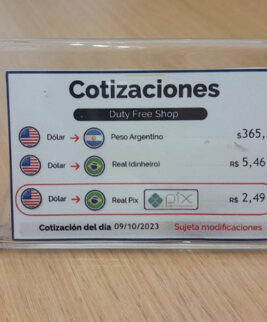 Cotizaciones
Duty Free Shop
Dólar → Peso Argentino $365,
Dólar → Real (dinheiro) R$ 5,46
Dólar → Real Pix pix R$ 2,49
Cotización del día 09/10/2023 Sujeta modificaciones